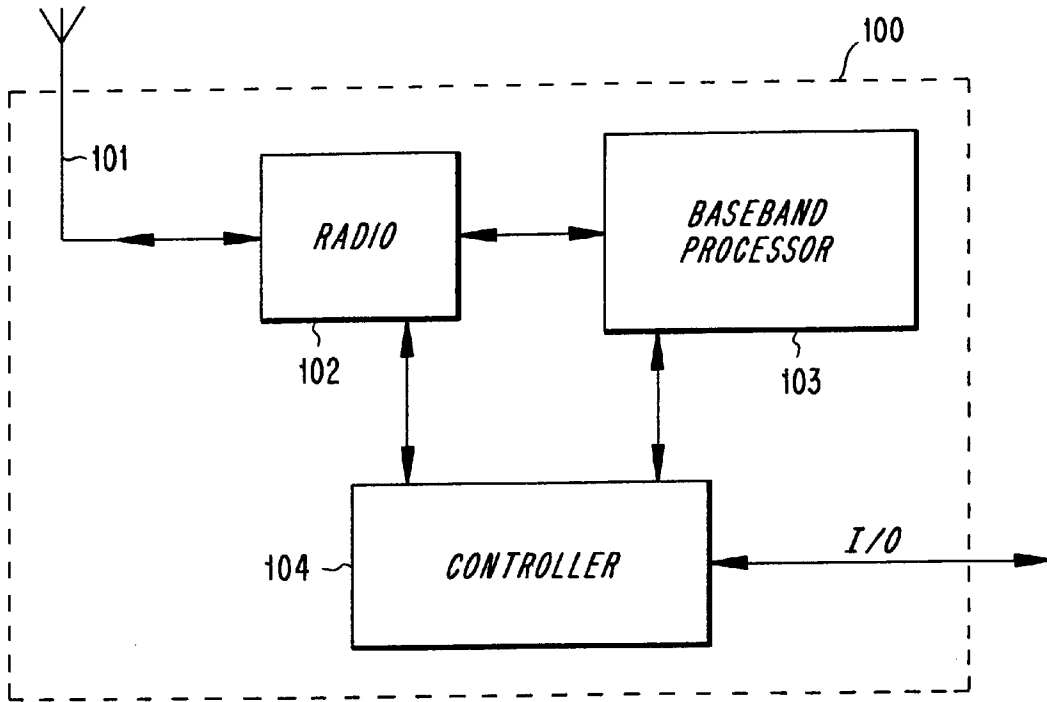 100
101
RADIO
BASEBAND
PROCESSOR
102
103
104
CONTROLLER
I/O